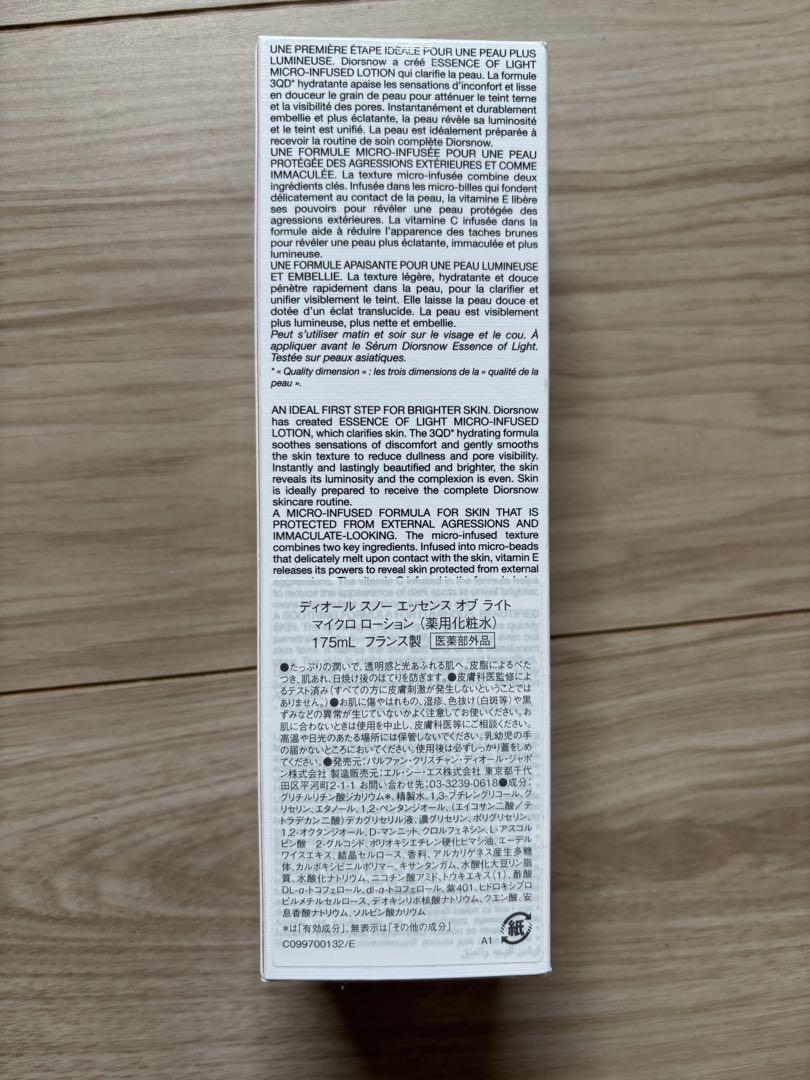 UNE PREMIÈRE ÉTAPE IDÉALE POUR UNE PEAU PLUS
LUMINEUSE. Diorsnow a créé ESSENCE OF LIGHT
MICRO-INFUSED LOTION qui clarifie la peau. La formule
3QD* hydratante apaise les sensations d'inconfort et lisse
en douceur le grain de peau pour atténuer le teint terne
et la visibilité des pores. Instantanément et durablement
embellie et plus éclatante, la peau révèle sa luminosité
et le teint est unifié. La peau est idéalement préparée à
recevoir la routine de soin complète Diorsnow.
UNE FORMULE MICRO-INFUSÉE POUR UNE PEAU
PROTÉGÉE DES AGRESSIONS EXTÉRIEURES ET COMME
IMMACULÉE. La texture micro-infusée combine deux
ingrédients clés. Infusée dans les micro-billes qui fondent
délicatement au contact de la peau, la vitamine E libère
ses pouvoirs pour révéler une peau protégée des
agressions extérieures. La vitamine C infusée dans la
formule aide à réduire l'apparence des taches brunes
pour révéler une peau plus éclatante, immaculée et plus
lumineuse.
UNE FORMULE APAISANTE POUR UNE PEAU LUMINEUSE
ET EMBELLIE. La texture légère, hydratante et douce
pénètre rapidement dans la peau, pour la clarifier et
unifier visiblement le teint. Elle laisse la peau douce et
dotée d'un éclat translucide. La peau est visiblement
plus lumineuse, plus nette et embellie.
Peut s'utiliser matin et soir sur le visage et le cou. À
appliquer avant le Sérum Diorsnow Essence of Light.
Testée sur peaux asiatiques.
* « Quality dimension » : les trois dimensions de la « qualité de la
peau ».
AN IDEAL FIRST STEP FOR BRIGHTER SKIN. Diorsnow
has created ESSENCE OF LIGHT MICRO-INFUSED
LOTION, which clarifies skin. The 3QD* hydrating formula
soothes sensations of discomfort and gently smooths
the skin texture to reduce dullness and pore visibility.
Instantly and lastingly beautified and brighter, the skin
reveals its luminosity and the complexion is even. Skin
is ideally prepared to receive the complete Diorsnow
skincare routine.
A MICRO-INFUSED FORMULA FOR SKIN THAT IS
PROTECTED FROM EXTERNAL AGRESSIONS AND
IMMACULATE-LOOKING. The micro-infused texture
combines two key ingredients. Infused into micro-beads
that delicately melt upon contact with the skin, vitamin E
releases its powers to reveal skin protected from external
ディオール スノー エッセンス オブ ライト
マイクロ ローション (薬用化粧水)
175mL フランス製 医薬部外品
●たっぷりの潤いで、透明感と光あふれる肌へ。皮脂によるべた
つき、肌あれ、日焼け後のほてりを防ぎます。●皮膚科医監修によ
るテスト済み(すべての方に皮膚刺激が発生しないということでは
ありません。)●お肌に傷やはれもの、湿疹、色抜け(白斑等)や黒
ずみなどの異常が生じていないかよく注意してお使いください。お
肌に合わないときは使用を中止し、皮膚科医等にご相談ください。
高温や日光のあたる場所には保管しないでください。乳幼児の手
の届かないところにおいてください。使用後は必ずしっかり蓋をしめ
てください。●発売元:パルファン・クリスチャン・ディオール・ジャポ
ン株式会社 製造販売元:エル・シー・エス株式会社 東京都千代
田区平河町2-1-1 お問い合わせ先:03-3239-0618●成分:
グリチルリチン酸ジカリウム*、精製水、1,3-ブチレングリコール、グ
リセリン、エタノール、1,2-ペンタンジオール、(エイコサン二酸/テ
トラデカン二酸)デカグリセリル液、濃グリセリン、ポリグリセリン、
1,2-オクタンジオール、D-マンニット、クロルフェネシン、L-アスコル
ビン酸 2-グルコシド、ポリオキシエチレン硬化ヒマシ油、エーデル
ワイスエキス、結晶セルロース、香料、アルカリゲネス産生多糖
体、カルボキシビニルポリマー、キサンタンガム、水酸化大豆リン脂
質、水酸化ナトリウム、ニコチン酸アミド、トウキエキス(1)、酢酸
DL-α-トコフェロール、dl-α-トコフェロール、紫401、ヒドロキシプロ
ピルメチルセルロース、デオキシリボ核酸ナトリウム、クエン酸、安
息香酸ナトリウム、ソルビン酸カリウム
*は「有効成分」、無表示は「その他の成分」
C099700132/E
A1 紙